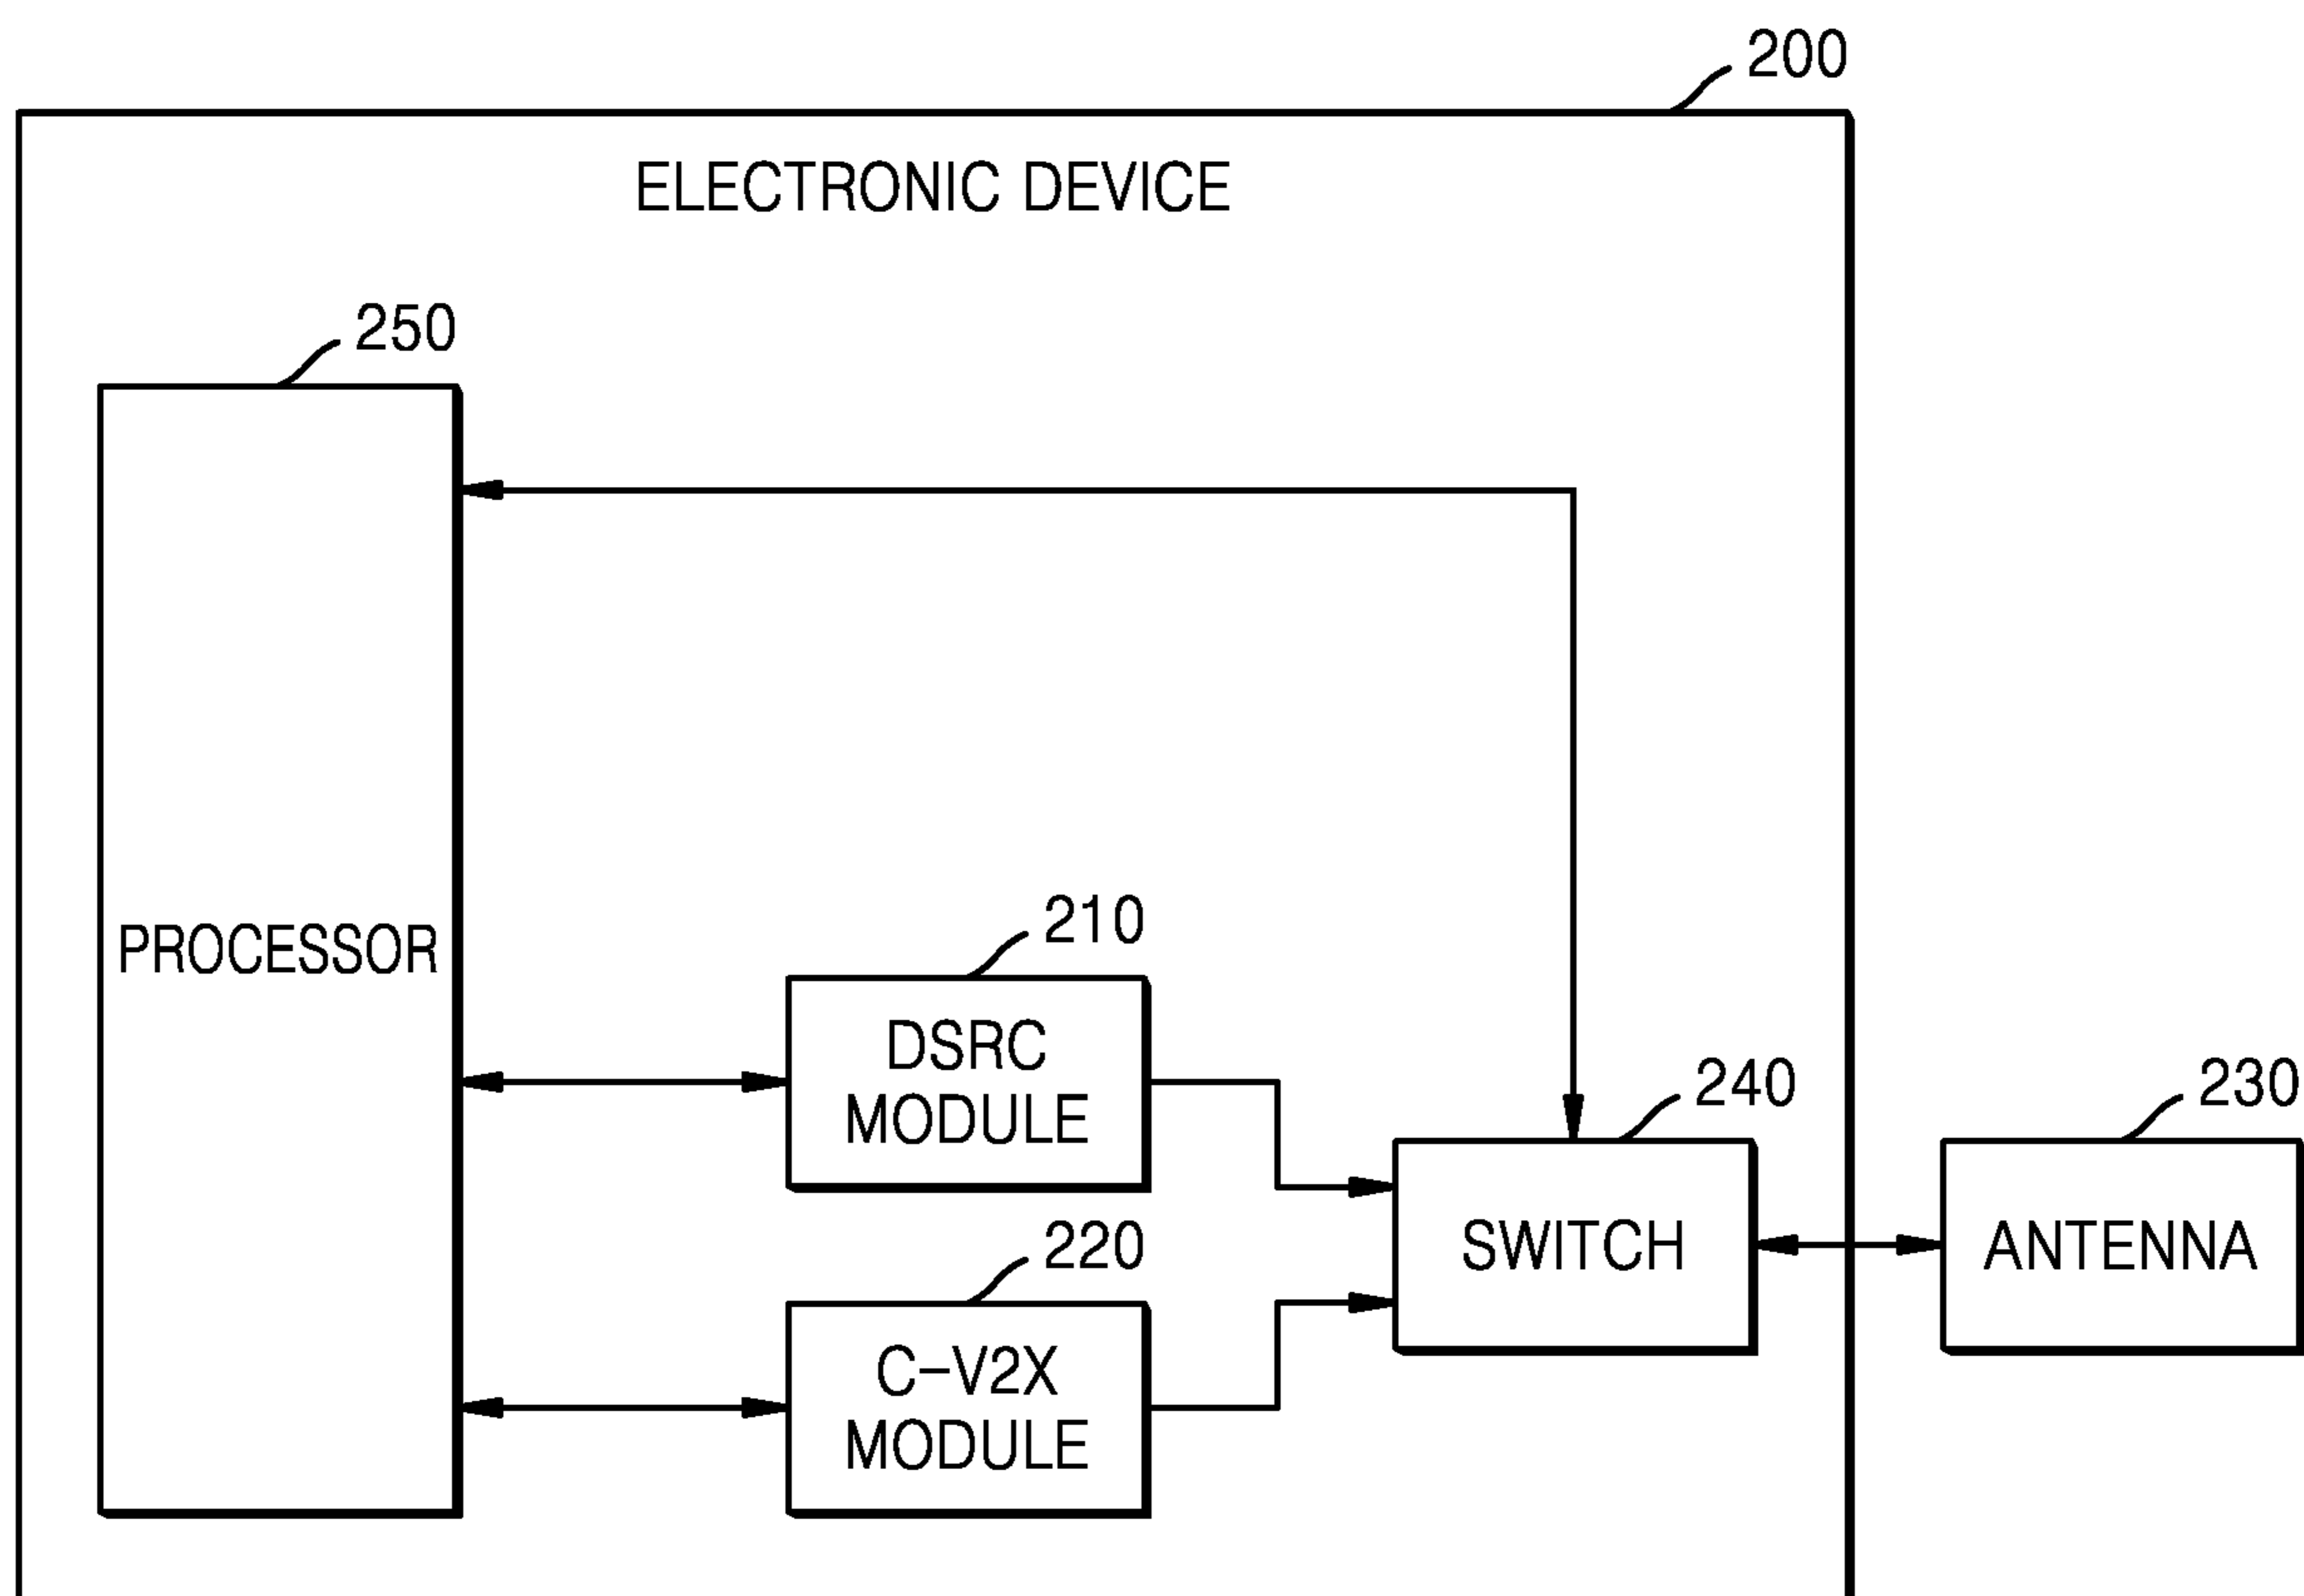 200
ELECTRONIC DEVICE
250
PROCESSOR
210
DSRC
MODULE
220
C-V2X
MODULE
240
SWITCH
230
ANTENNA